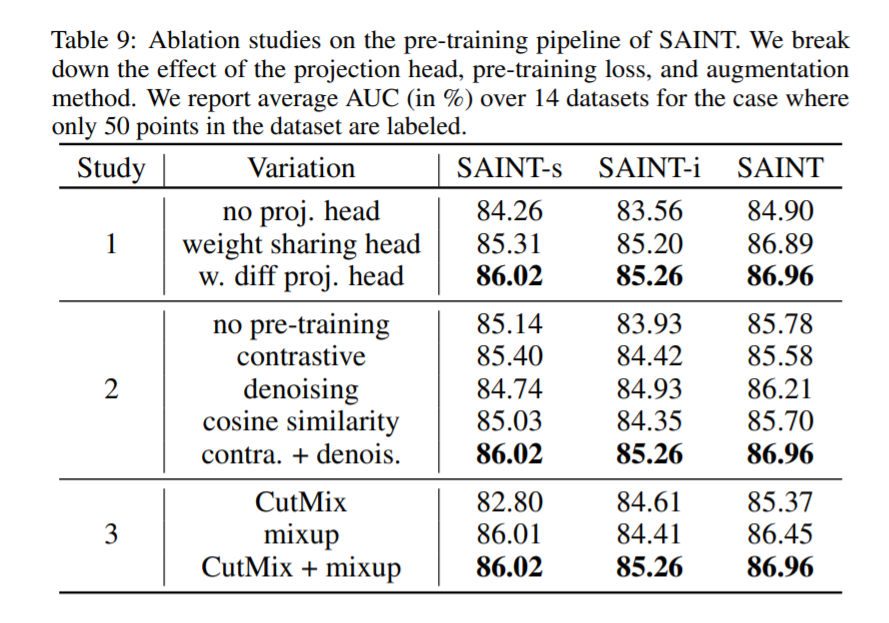 Table 9: Ablation studies on the pre-training pipeline of SAINT. We break
down the effect of the projection head, pre-training loss, and augmentation
method. We report average AUC (in %) over 14 datasets for the case where
only 50 points in the dataset are labeled.
Study Variation SAINT-s SAINT-i SAINT
no proj. head 84.26 83.56 84.90
1 weight sharing head 85.31 85.20 86.89
w. diff proj. head 86.02 85.26 86.96
no pre-training 85.14 83.93 85.78
contrastive 85.40 84.42 85.58
2 denoising 84.74 84.93 86.21
cosine similarity 85.03 84.35 85.70
contra. + denois. 86.02 85.26 86.96
CutMix 82.80 84.61 85.37
3 mixup 86.01 84.41 86.45
CutMix + mixup 86.02 85.26 86.96